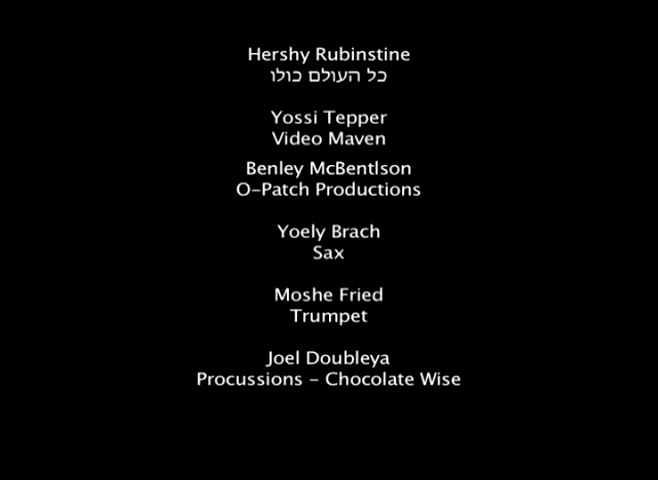 Hershy Rubinstine
כל העולם כולו
Yossi Tepper
Video Maven
Benley McBentlson
O-Patch Productions
Yoely Brach
Sax
Moshe Fried
Trumpet
Joel Doubleya
Procussions - Chocolate Wise